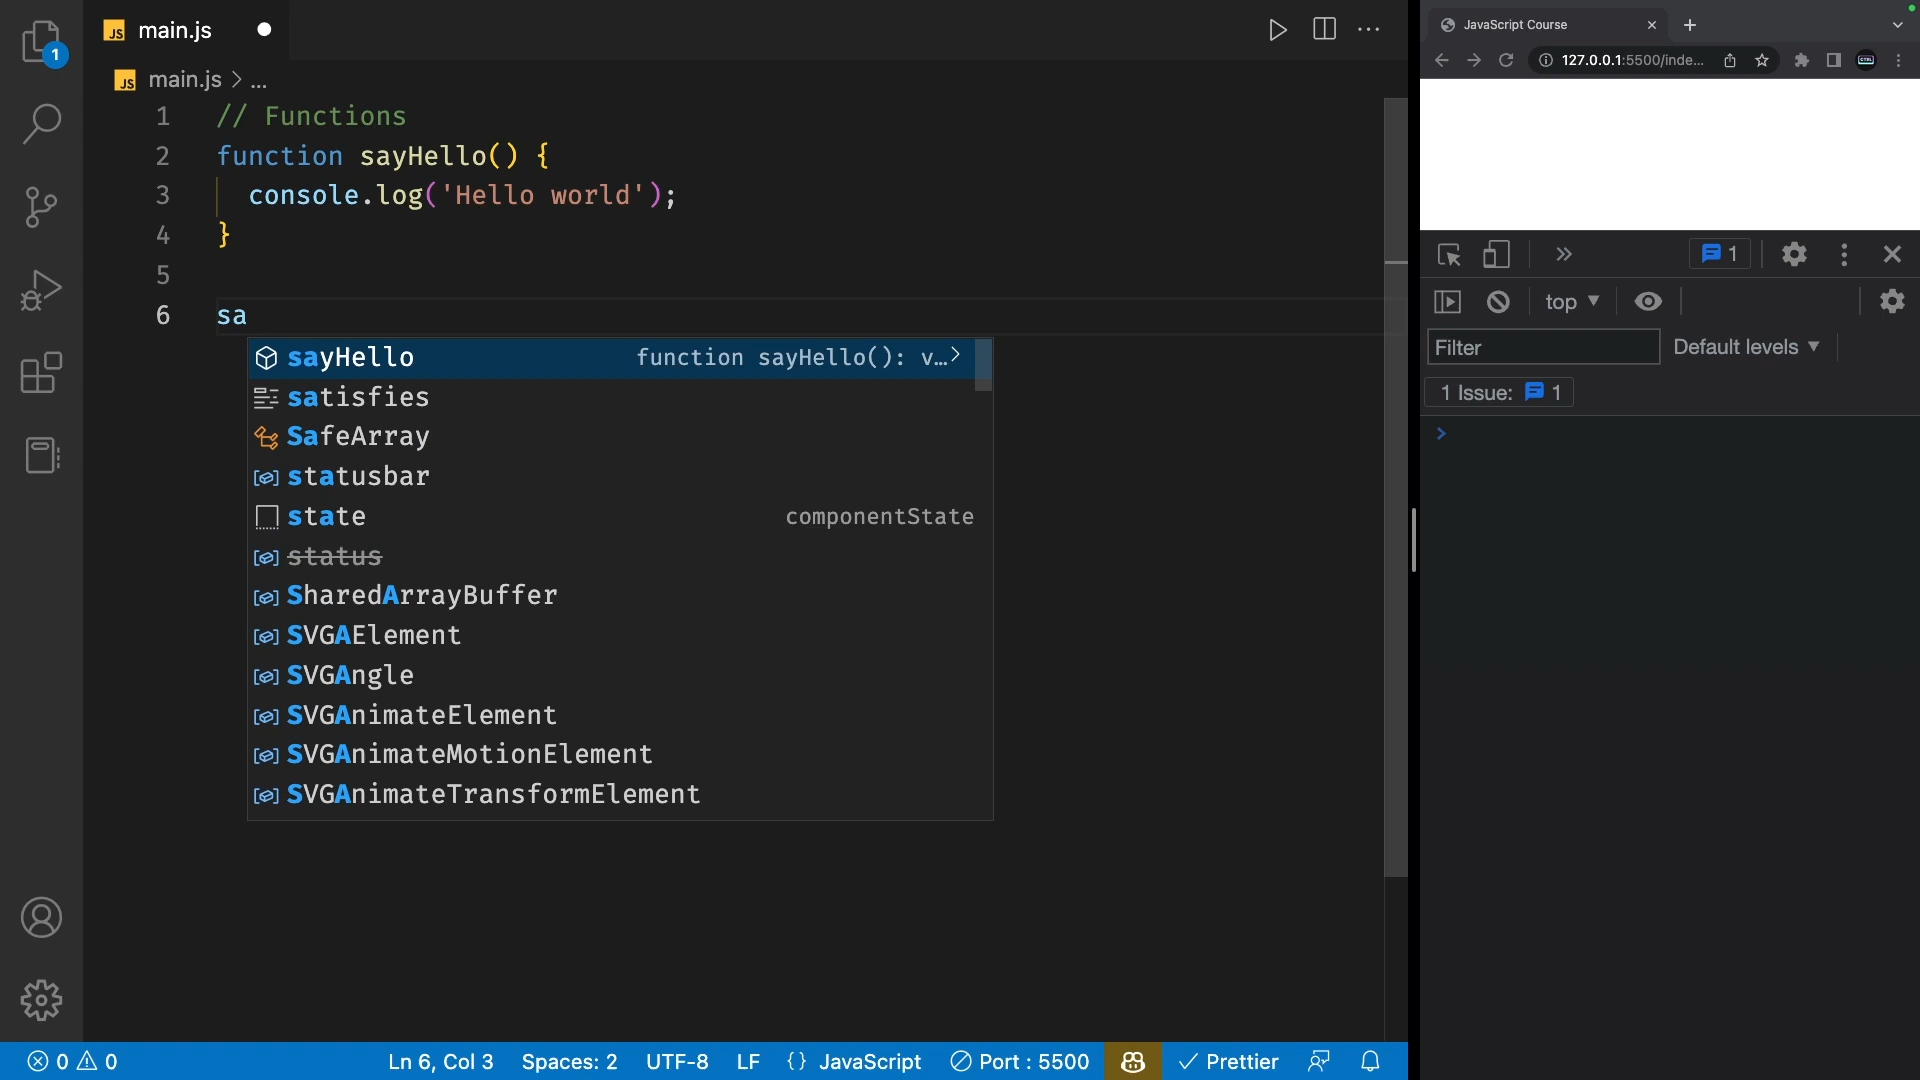 main.js
main.js > ...
1 // Functions
2 function sayHello() {
3 console.log('Hello world');
4 }
5
6 sa
sayHello function sayHello(): v…
satisfies
SafeArray
statusbar
state componentState
status
SharedArrayBuffer
SVGAElement
SVGAngle
SVGAnimateElement
SVGAnimateMotionElement
SVGAnimateTransformElement
1
JavaScript Course
127.0.0.1:5500/inde...
1
top
Filter
Default levels
1 Issue: 1
0 0 Ln 6, Col 3 Spaces: 2 UTF-8 LF {} JavaScript Port : 5500 Prettier